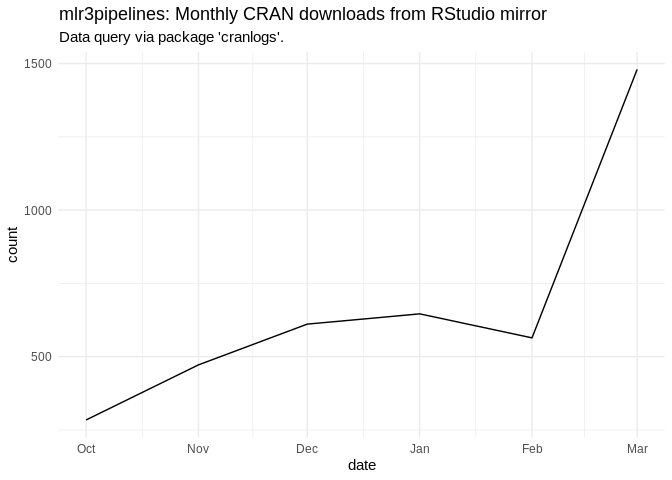 mlr3pipelines: Monthly CRAN downloads from RStudio mirror
Data query via package 'cranlogs'.
1500
1000
500
count
Oct Nov Dec Jan Feb Mar
date